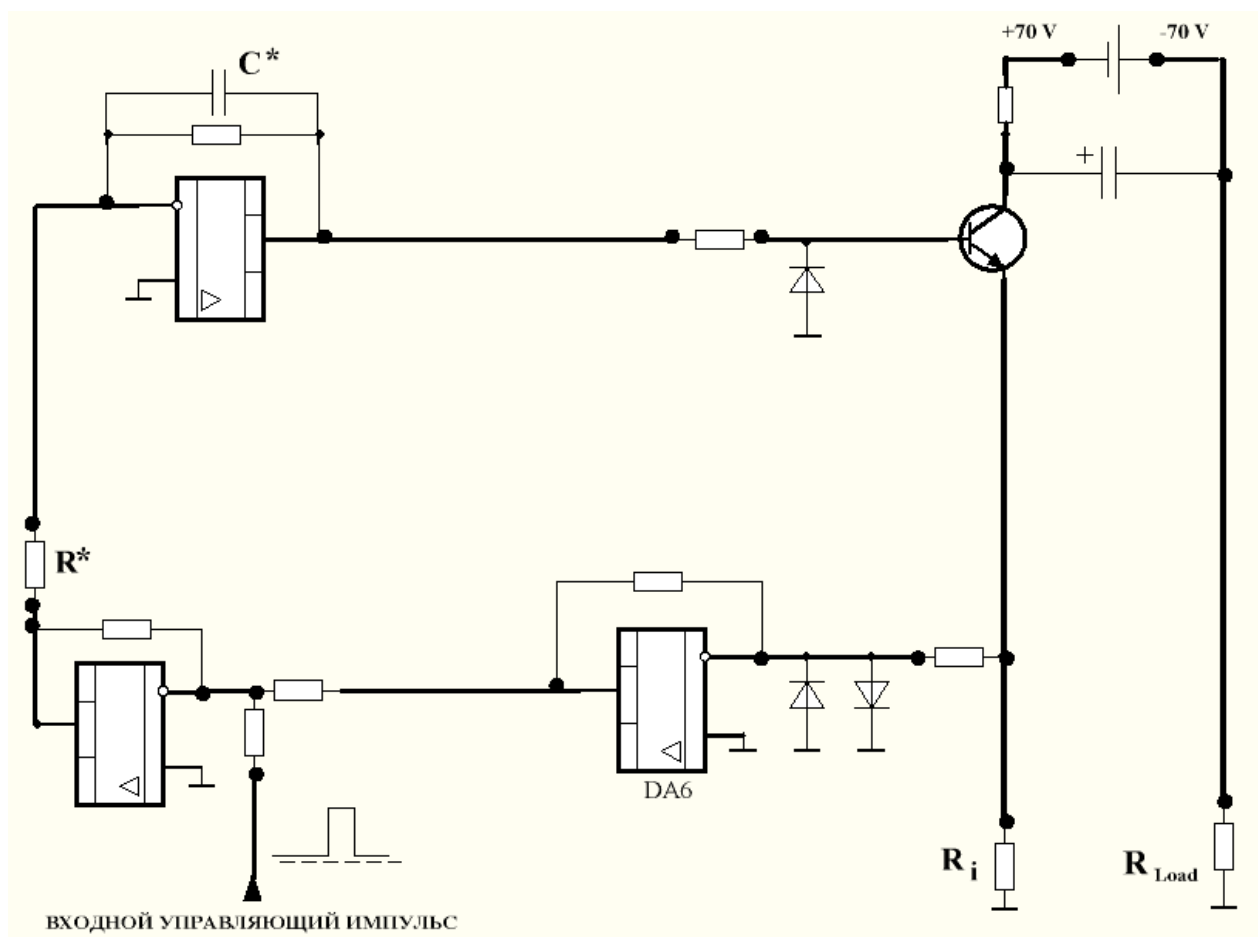 +70 V
-70 V
C*
+
R*
DA6
R i
R Load
ВХОДНОЙ УПРАВЛЯЮЩИЙ ИМПУЛЬС